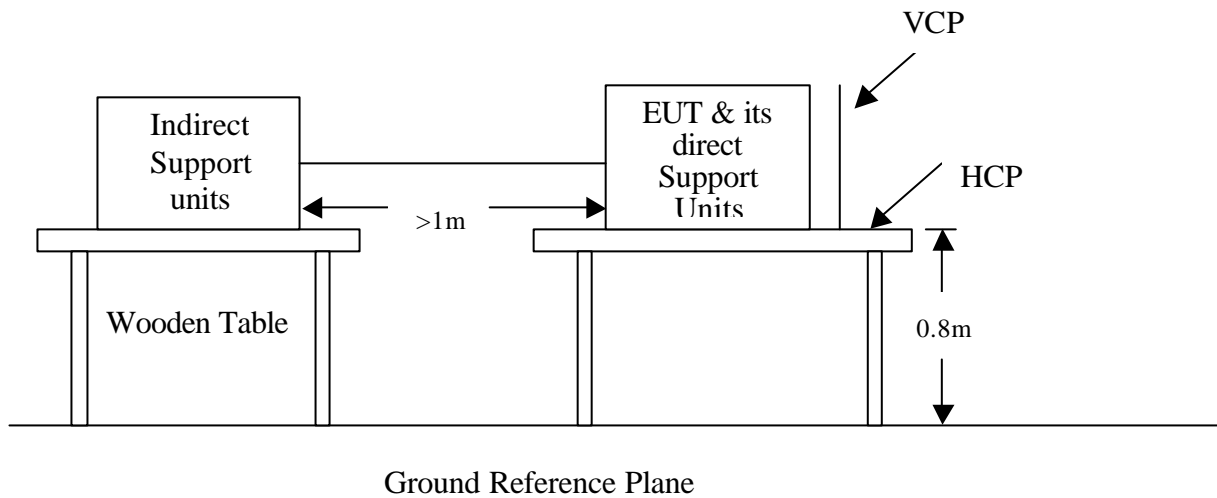 VCP
Indirect
Support
units
EUT & its
direct
Support
Units
HCP
>1m
Wooden Table
0.8m
Ground Reference Plane